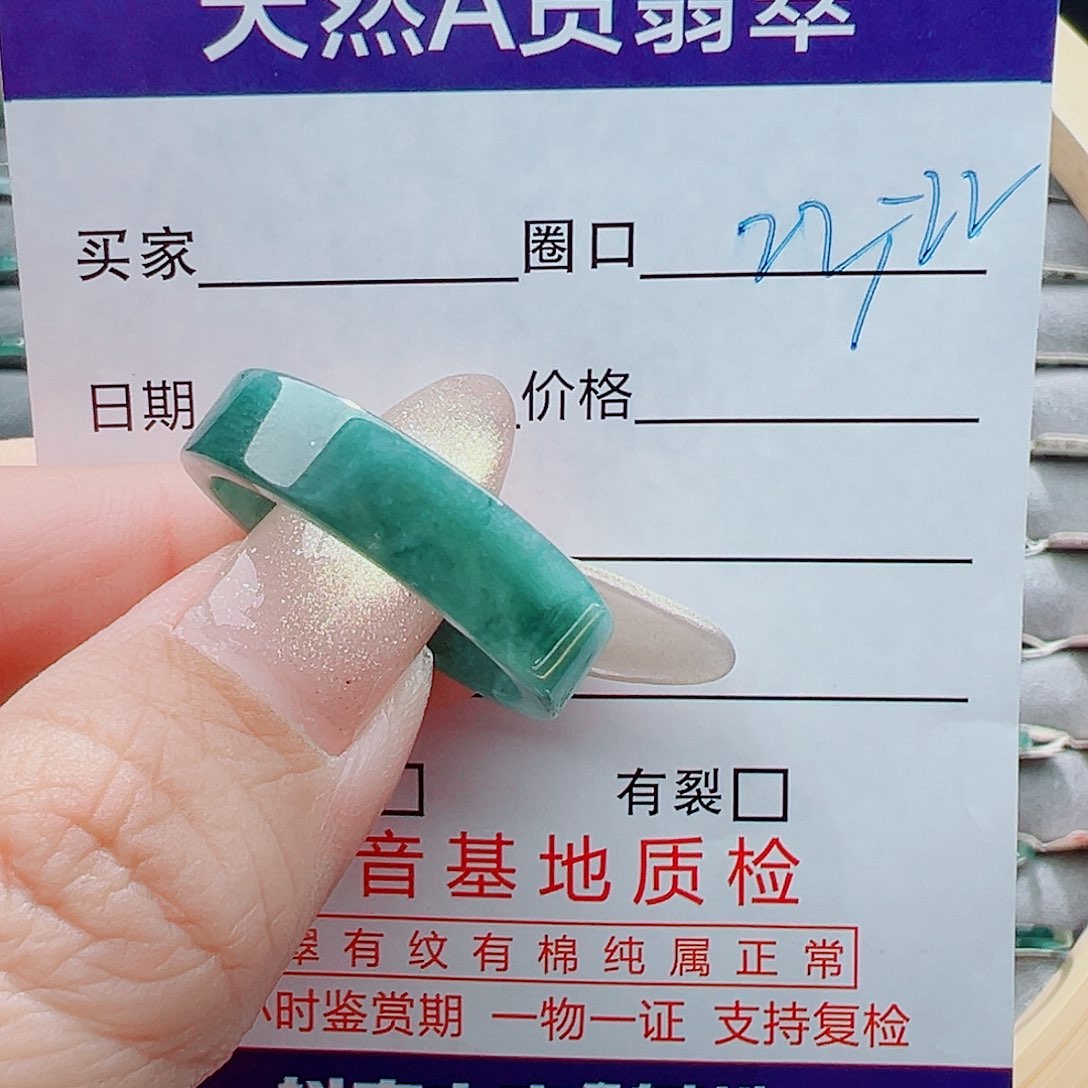 天然A货翡翠
买家 圈口
日期 价格
有裂
音基地质检
翠有纹有棉纯属正常
小时鉴赏期 一物一证 支持复检